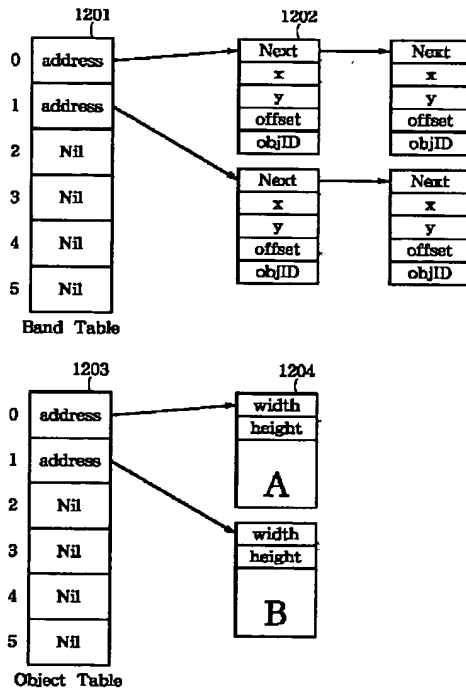 1201
1202
0 address Next Next
x x
1 address y y
offset offset
2 Nil objID objID
3 Nil Next Next
x x
4 Nil y y
offset offset
5 Nil objID objID
Band Table
1203
1204
0 address width
height
1 address A
2 Nil
3 Nil width
height
4 Nil B
5 Nil
Object Table